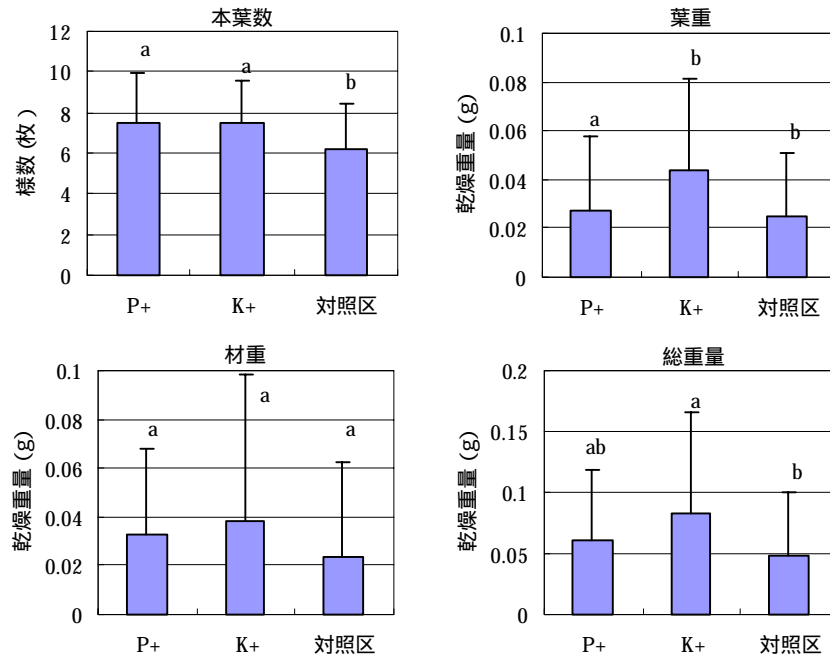 本葉数
様数(枚)
12
10
8
6
4
2
0
a
a
b
P+ K+ 対照区
葉重
乾燥重量(g)
0.1
0.08
0.06
0.04
0.02
0
a
b
b
P+ K+ 対照区
材重
乾燥重量(g)
0.1
0.08
0.06
0.04
0.02
0
a
a
a
P+ K+ 対照区
総重量
乾燥重量(g)
0.2
0.15
0.1
0.05
0
ab
a
b
P+ K+ 対照区